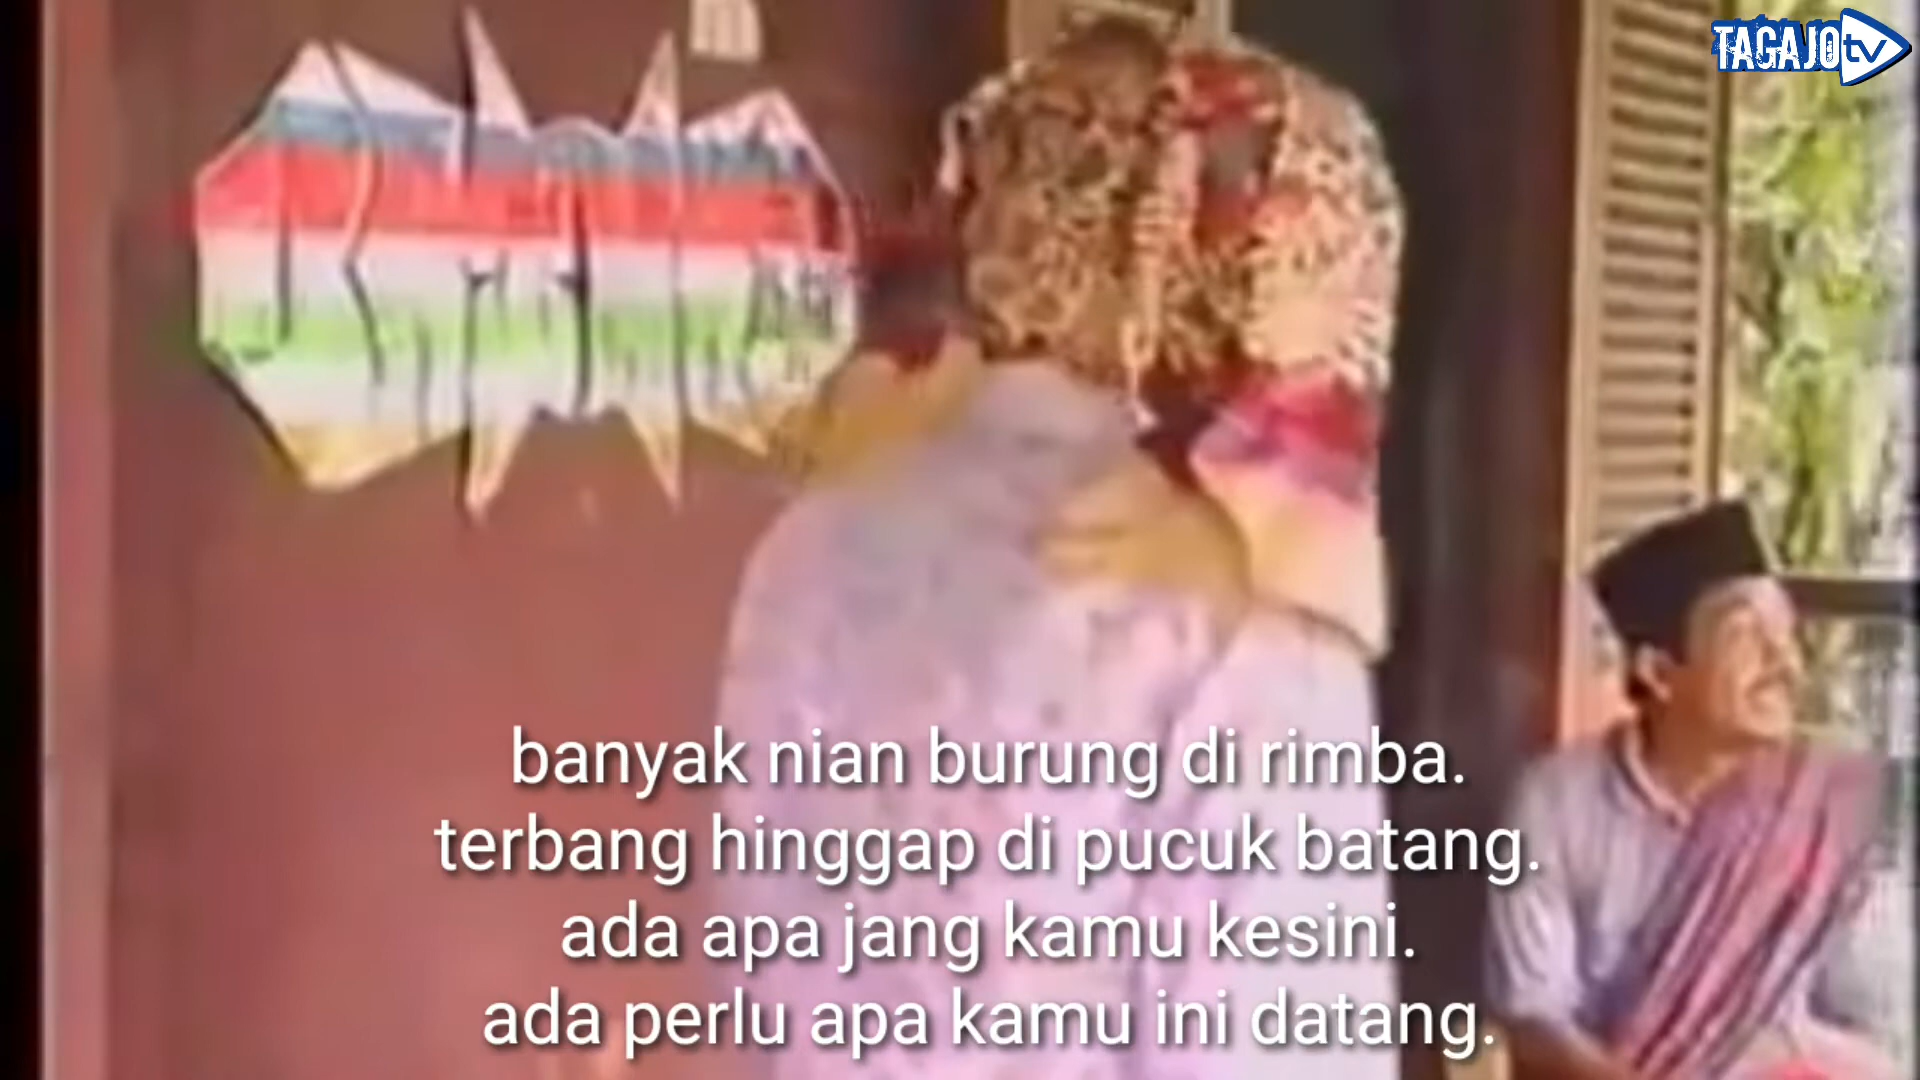 TAGAJO tv
banyak nian burung di rimba.
terbang hinggap di pucuk batang.
ada apa jang kamu kesini.
ada perlu apa kamu ini datang.